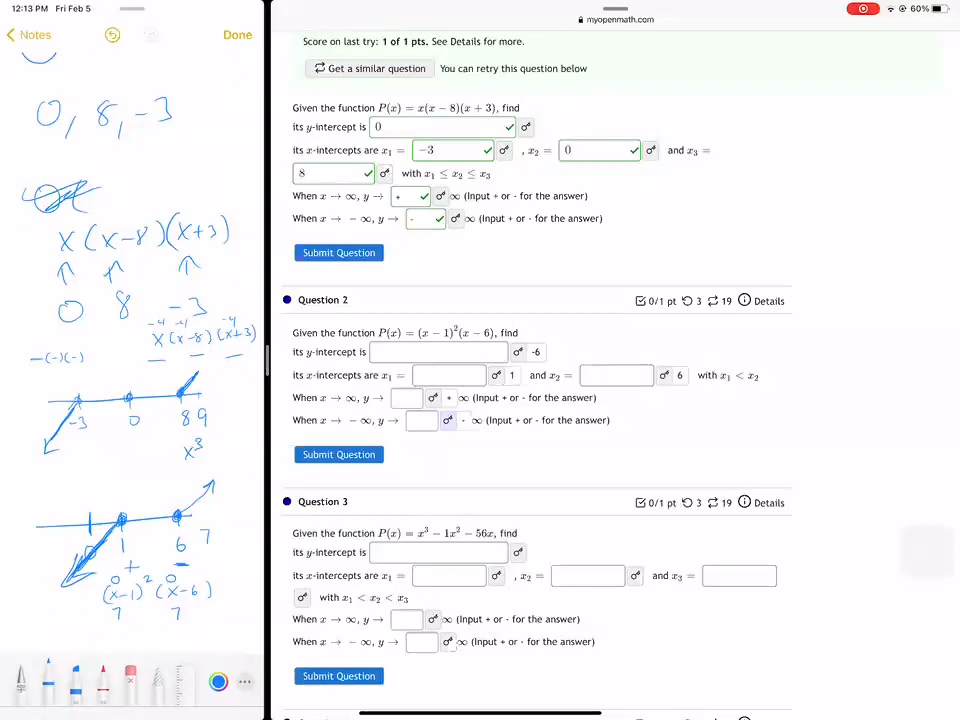 12:13 PM Fri Feb 5
Notes
Done
0, 8, -3
x (x-8)(x+3)
0 8 -3
-4 -4 -4
x (x-8) (x+3)
-(-)(-)
-3 0 8 9
x³
0 1 6 7
+ -
0 0
(x-1)² (x-6)
7 7
60%
myopenmath.com
Score on last try: 1 of 1 pts. See Details for more.
Get a similar question You can retry this question below
Given the function P(x) = x(x − 8)(x + 3), find
its y-intercept is 0
its x-intercepts are x₁ = −3 , x₂ = 0 and x₃ =
8 with x₁ ≤ x₂ ≤ x₃
When x → ∞, y → + ∞ (Input + or - for the answer)
When x → − ∞, y → - ∞ (Input + or - for the answer)
Submit Question
Question 2
0/1 pt 3 19 Details
Given the function P(x) = (x − 1)²(x − 6), find
its y-intercept is -6
its x-intercepts are x₁ = 1 and x₂ = 6 with x₁ < x₂
When x → ∞, y → + ∞ (Input + or - for the answer)
When x → − ∞, y → - ∞ (Input + or - for the answer)
Submit Question
Question 3
0/1 pt 3 19 Details
Given the function P(x) = x³ − 1x² − 56x, find
its y-intercept is
its x-intercepts are x₁ = , x₂ = and x₃ =
with x₁ < x₂ < x₃
When x → ∞, y → ∞ (Input + or - for the answer)
When x → − ∞, y → ∞ (Input + or - for the answer)
Submit Question